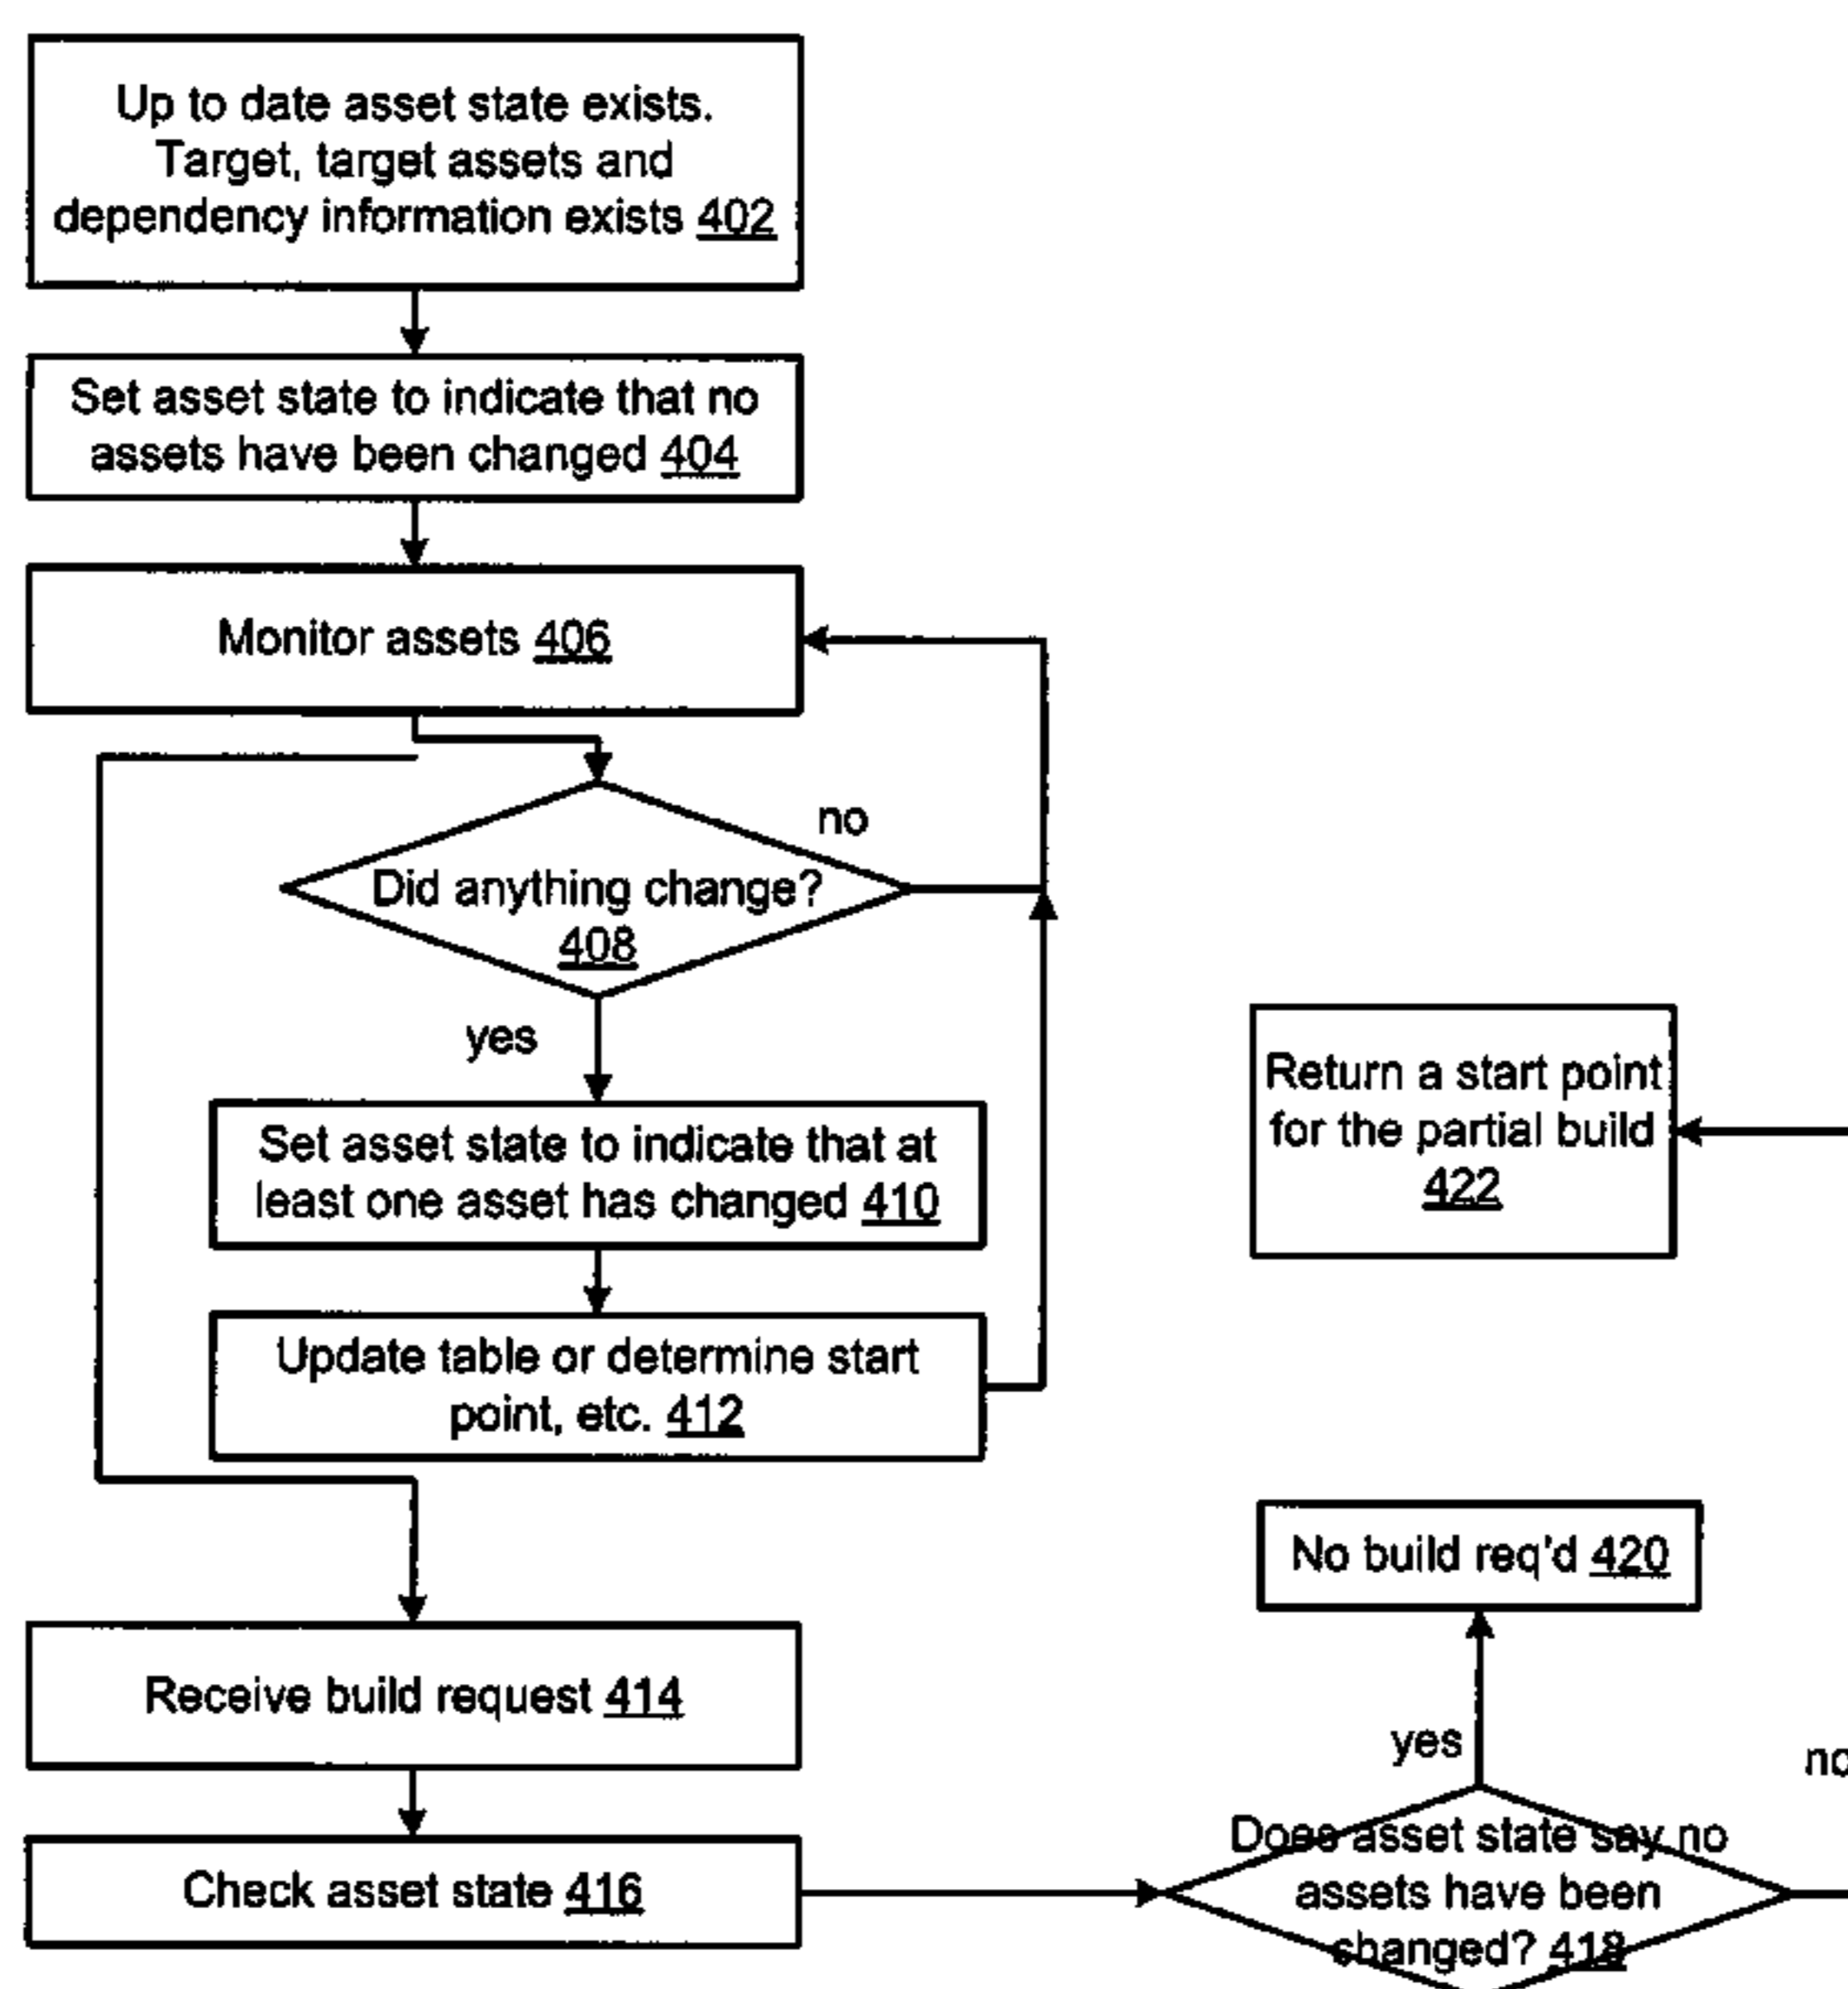 Up to date asset state exists.
Target, target assets and
dependency information exists 402
Set asset state to indicate that no
assets have been changed 404
Monitor assets 406
no
Did anything change?
408
yes
Set asset state to indicate that at
least one asset has changed 410
Update table or determine start
point, etc. 412
Return a start point
for the partial build
422
No build req'd 420
Receive build request 414
yes
Check asset state 416
Does asset state say no
assets have been
changed? 418